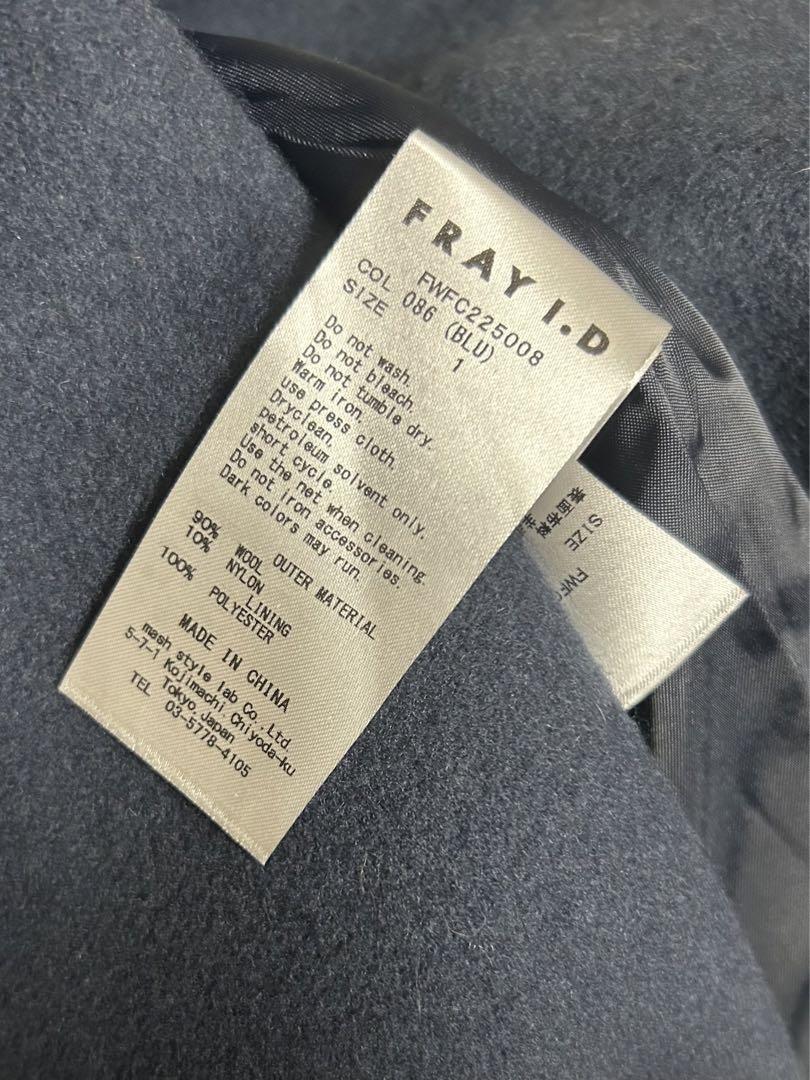 FRAY I.D
FWFC225008
COL 086 (BLU)
SIZE 1
Do not wash.
Do not bleach.
Do not tumble dry.
Warm iron.
use press cloth.
Dryclean.
petroleum solvent only.
short cycle.
Use the net when cleaning.
Do not iron accessories.
Dark colors may run.
OUTER MATERIAL
90% WOOL
10% NYLON
LINING
100% POLYESTER
MADE IN CHINA
mash style lab Co., Ltd
5-7-1 Kojimachi Chiyoda-ku
Tokyo,Japan
TEL 03-5778-4105
FWFC
SIZE